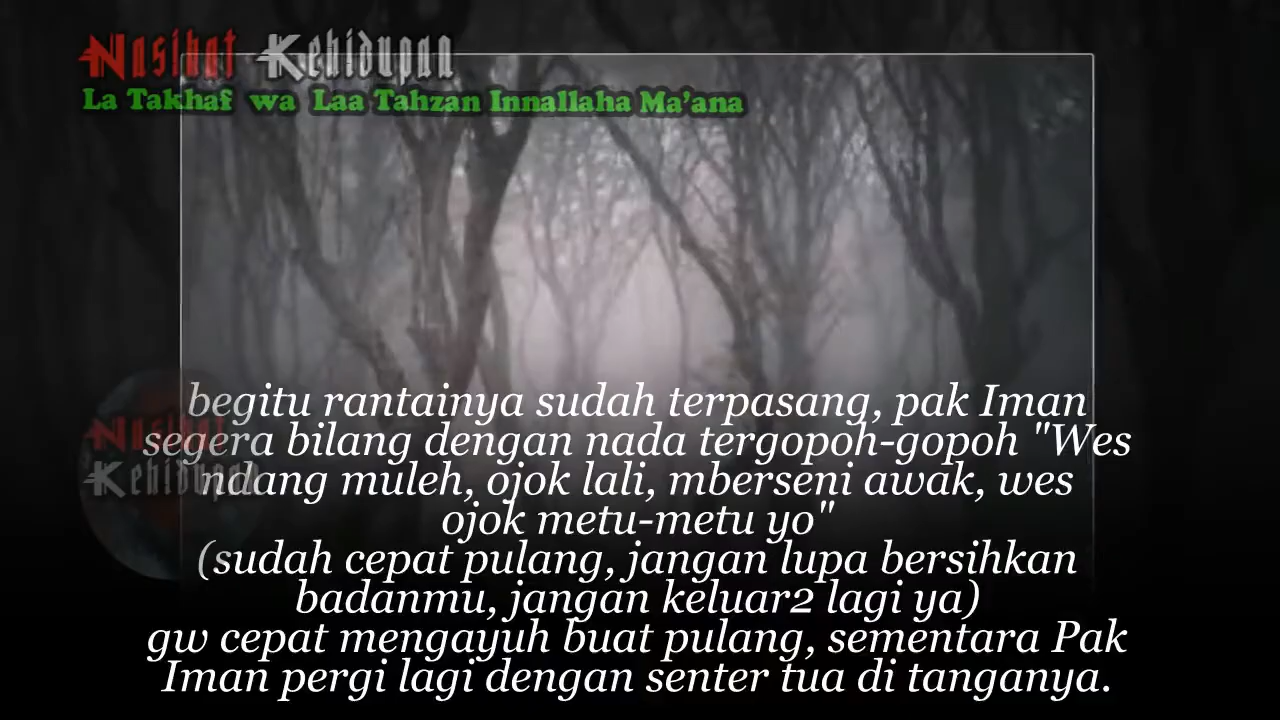 Nasihat Kehidupan
La Takhaf wa Laa Tahzan Innallaha Ma'ana
begitu rantainya sudah terpasang, pak Iman
segera bilang dengan nada tergopoh-gopoh "Wes
ndang muleh, ojok lali, mberseni awak, wes
ojok metu-metu yo"
(sudah cepat pulang, jangan lupa bersihkan
badanmu, jangan keluar2 lagi ya)
gw cepat mengayuh buat pulang, sementara Pak
Iman pergi lagi dengan senter tua di tanganya.
Nasihat
Kehidupan